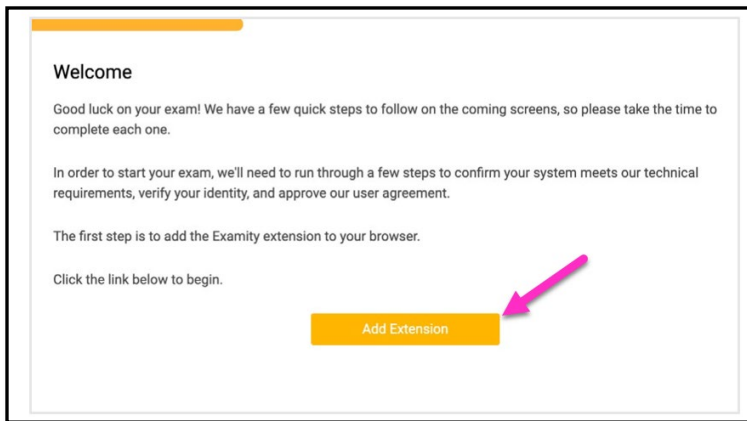 Welcome
Good luck on your exam! We have a few quick steps to follow on the coming screens, so please take the time to
complete each one.
In order to start your exam, we'll need to run through a few steps to confirm your system meets our technical
requirements, verify your identity, and approve our user agreement.
The first step is to add the Examity extension to your browser.
Click the link below to begin.
Add Extension